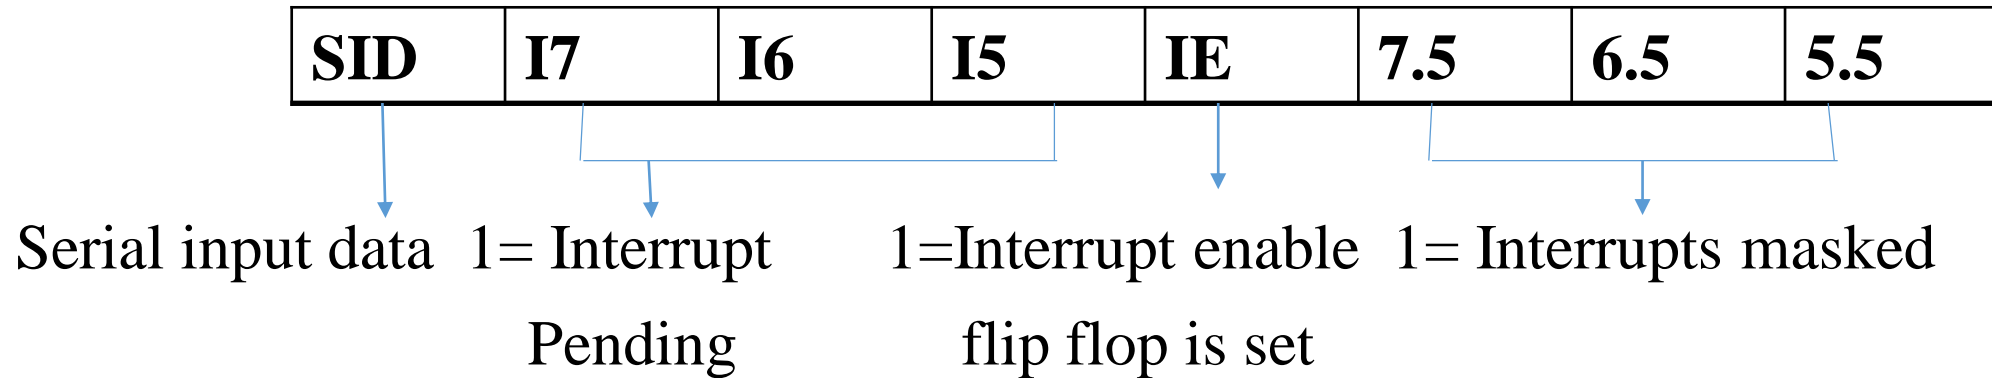 SID I7 I6 I5 IE 7.5 6.5 5.5
Serial input data 1= Interrupt 1=Interrupt enable 1= Interrupts masked
Pending flip flop is set